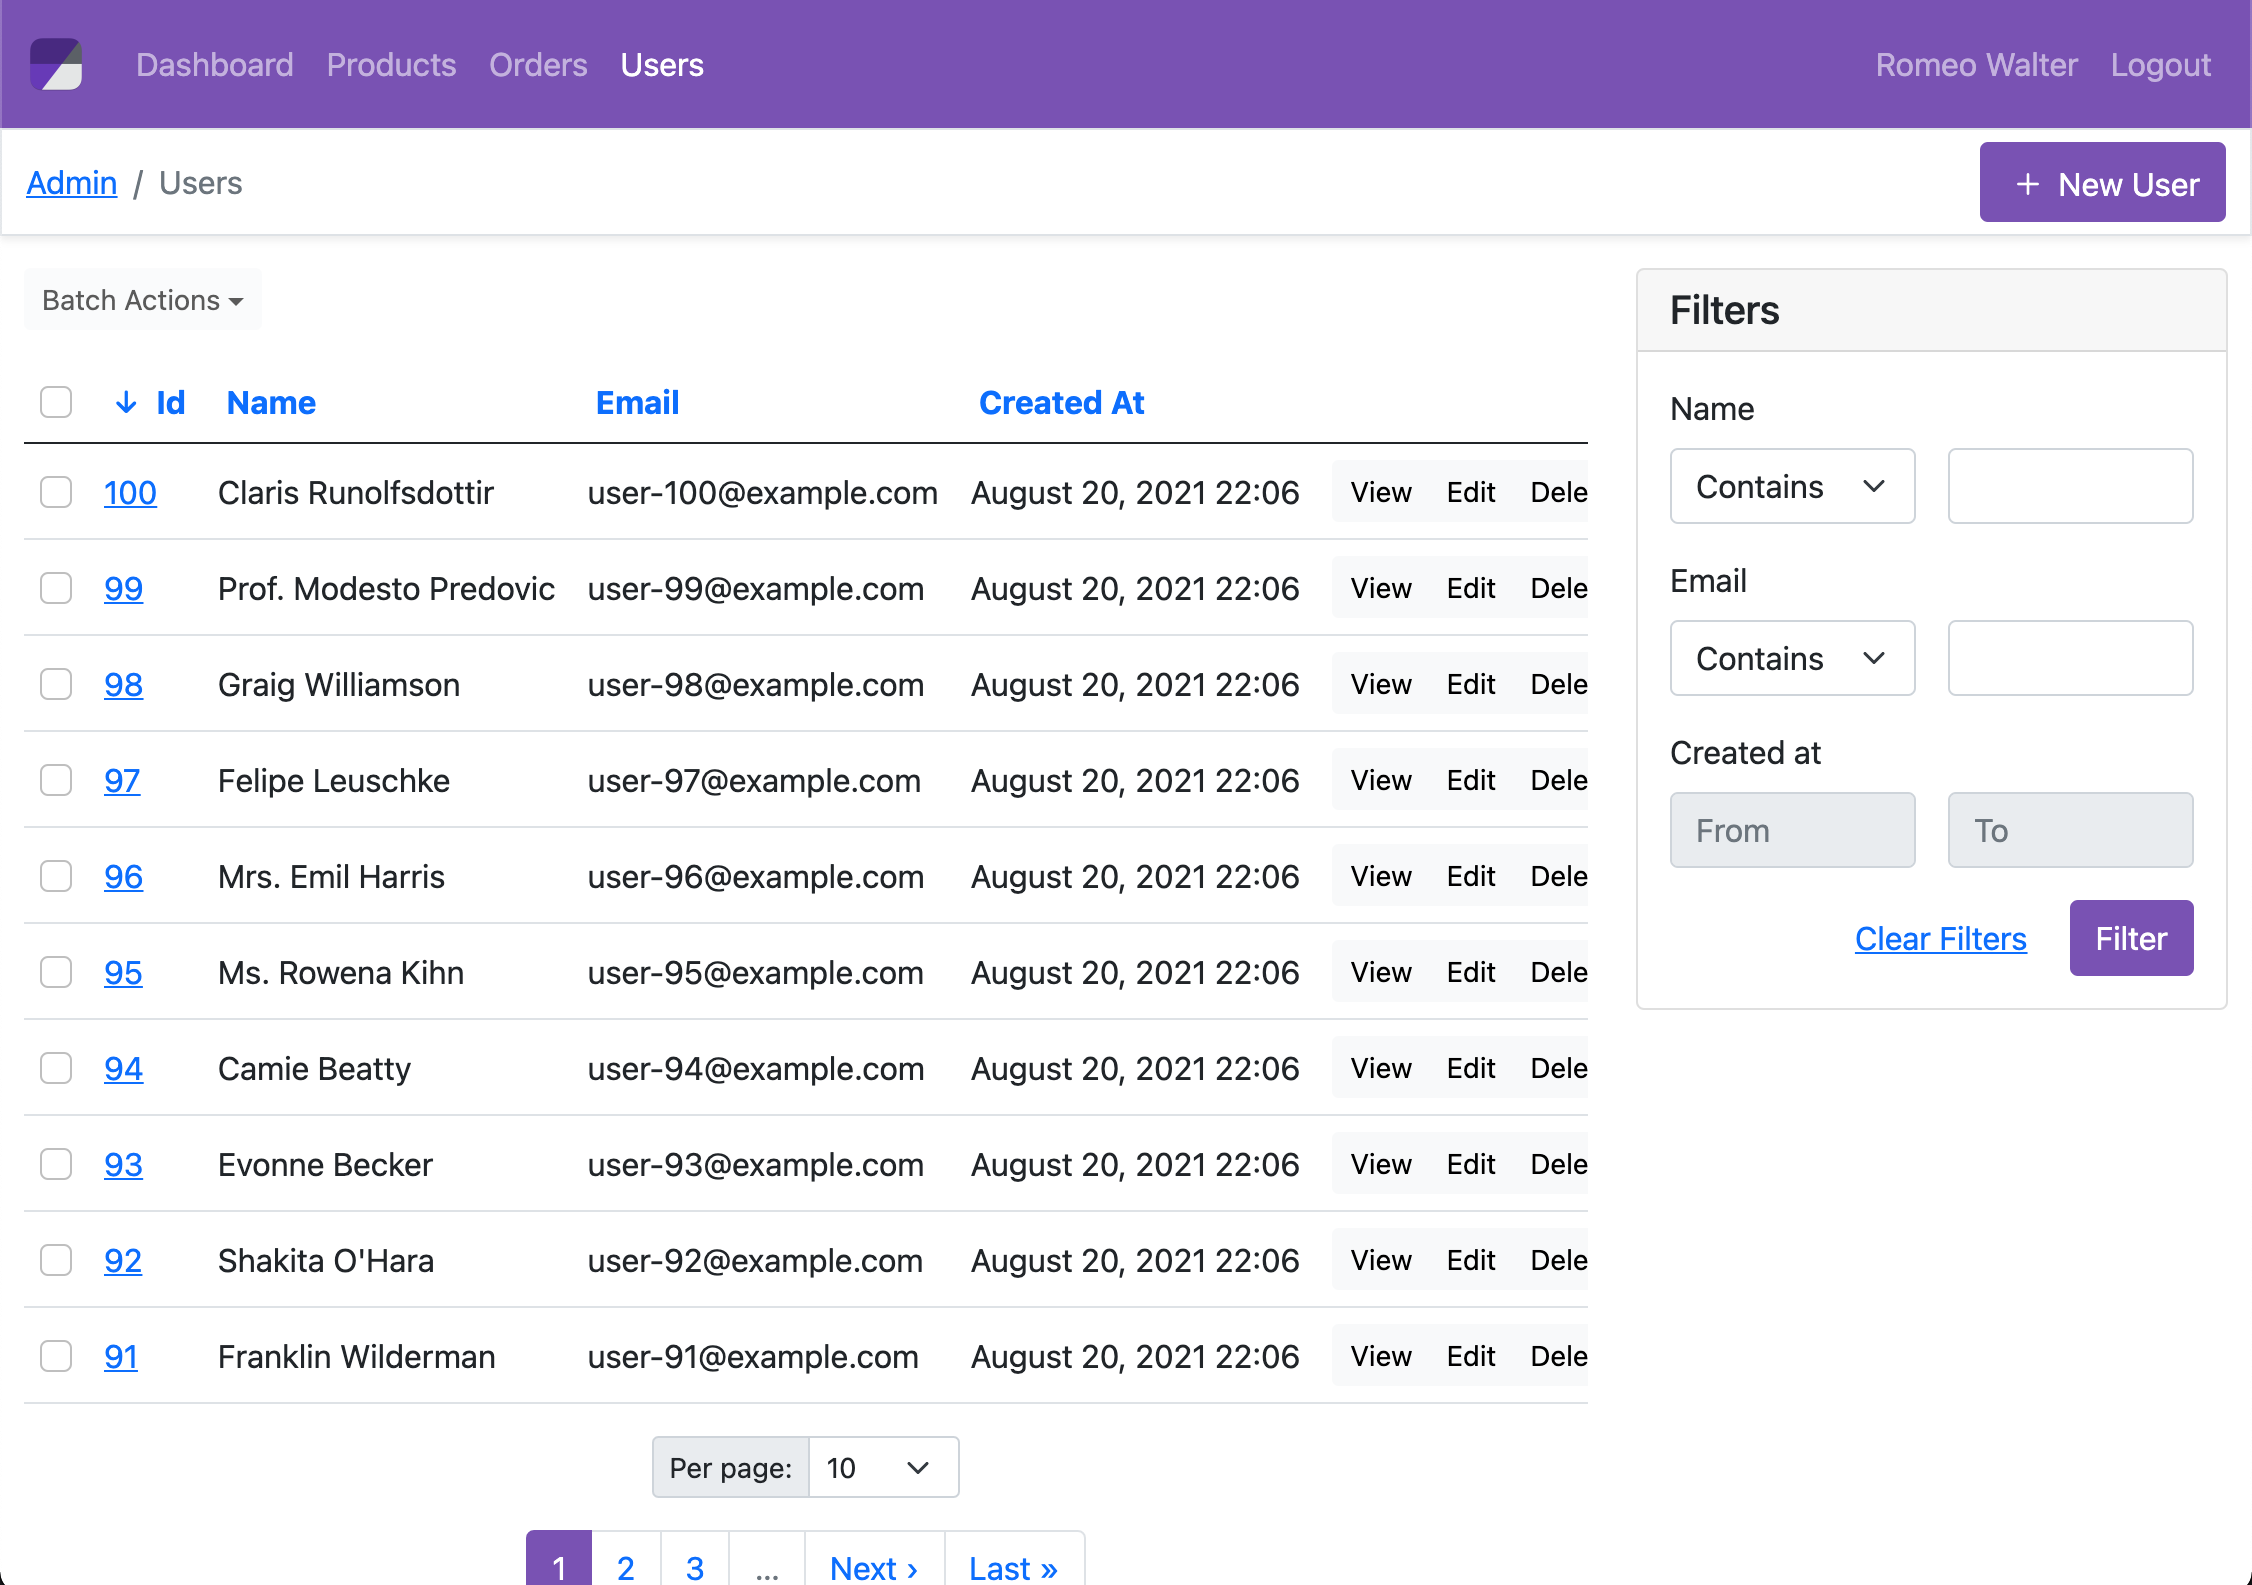 Dashboard Products Orders Users Romeo Walter Logout
Admin / Users + New User
Batch Actions
Id Name Email Created At
100 Claris Runolfsdottir user-100@example.com August 20, 2021 22:06 View Edit Dele
99 Prof. Modesto Predovic user-99@example.com August 20, 2021 22:06 View Edit Dele
98 Graig Williamson user-98@example.com August 20, 2021 22:06 View Edit Dele
97 Felipe Leuschke user-97@example.com August 20, 2021 22:06 View Edit Dele
96 Mrs. Emil Harris user-96@example.com August 20, 2021 22:06 View Edit Dele
95 Ms. Rowena Kihn user-95@example.com August 20, 2021 22:06 View Edit Dele
94 Camie Beatty user-94@example.com August 20, 2021 22:06 View Edit Dele
93 Evonne Becker user-93@example.com August 20, 2021 22:06 View Edit Dele
92 Shakita O'Hara user-92@example.com August 20, 2021 22:06 View Edit Dele
91 Franklin Wilderman user-91@example.com August 20, 2021 22:06 View Edit Dele
Per page: 10
1 2 3 ... Next › Last »
Filters
Name
Contains
Email
Contains
Created at
From To
Clear Filters Filter